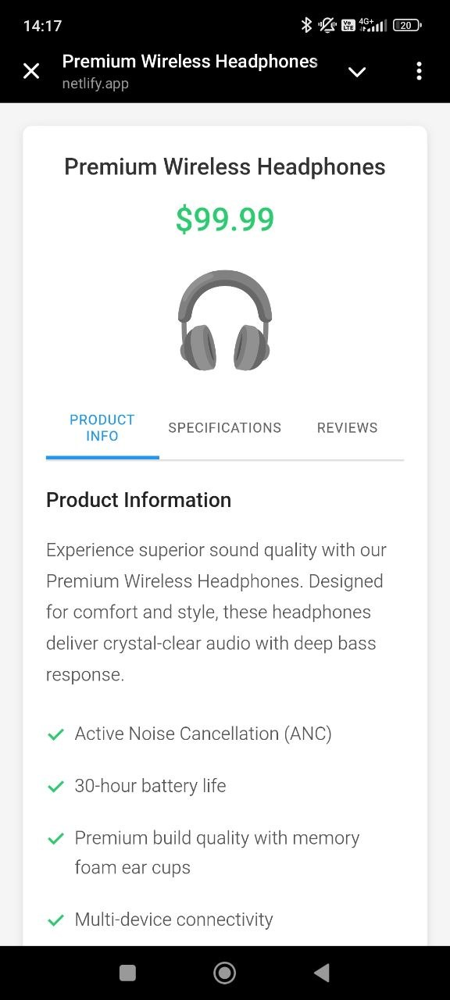 14:17
Vo LTE 4G+ 20
Premium Wireless Headphones
netlify.app
Premium Wireless Headphones
$99.99
PRODUCT
INFO
SPECIFICATIONS
REVIEWS
Product Information
Experience superior sound quality with our
Premium Wireless Headphones. Designed
for comfort and style, these headphones
deliver crystal-clear audio with deep bass
response.
Active Noise Cancellation (ANC)
30-hour battery life
Premium build quality with memory
foam ear cups
Multi-device connectivity